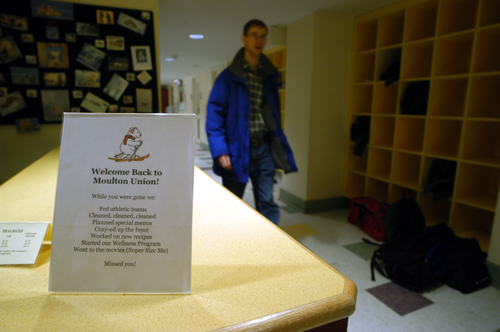 Welcome Back to
Moulton Union!
While you were gone we:
Fed athletic teams
Cleaned, cleaned, cleaned
Planned special menus
Cozy-ed up the foyer
Worked on new recipes
Started our Wellness Program
Went to the movies (Super Size Me)
Missed you!
MEAL RATES